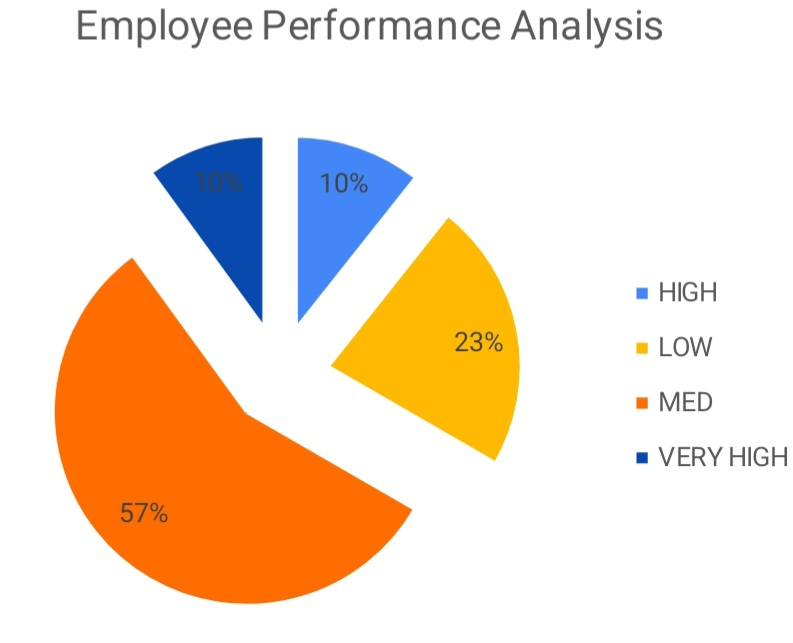 Employee Performance Analysis
10%
10%
23%
57%
HIGH
LOW
MED
VERY HIGH